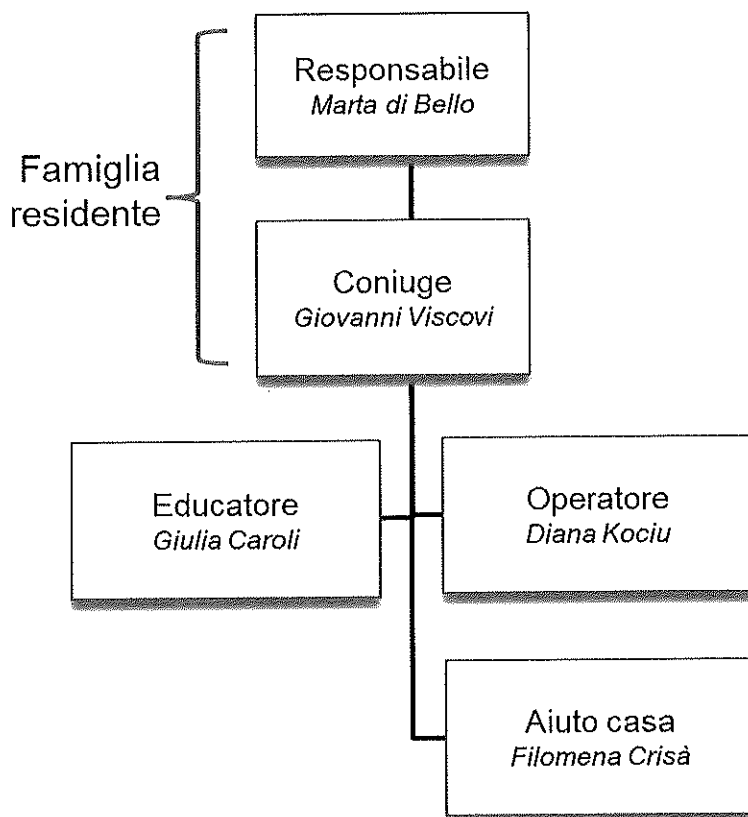 Responsabile
Marta di Bello
Famiglia
residente
Coniuge
Giovanni Viscovi
Educatore
Giulia Caroli
Operatore
Diana Kociu
Aiuto casa
Filomena Crisà